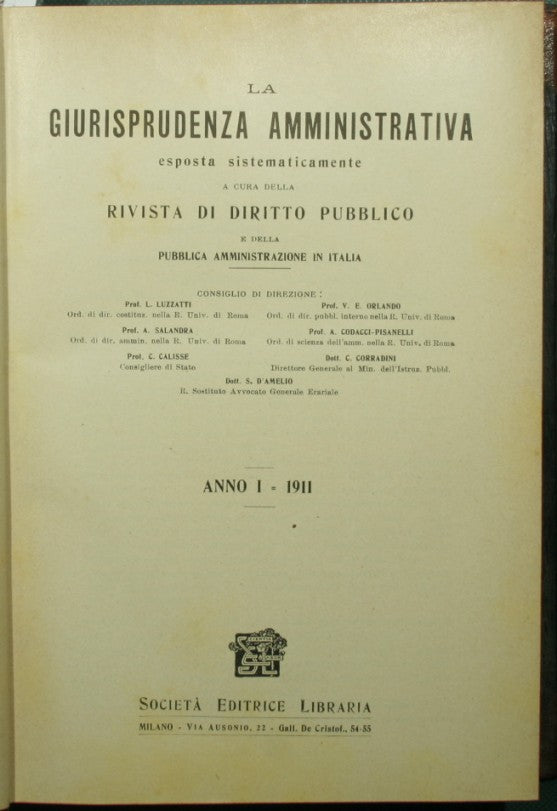 LA
GIURISPRUDENZA AMMINISTRATIVA
esposta sistematicamente
A CURA DELLA
RIVISTA DI DIRITTO PUBBLICO
E DELLA
PUBBLICA AMMINISTRAZIONE IN ITALIA
CONSIGLIO DI DIREZIONE :
Prof. L. LUZZATTI
Ord. di dir. costituz. nella R. Univ. di Roma
Prof. V. E. ORLANDO
Ord. di dir. pubbl. interno nella R. Univ. di Roma
Prof. A. SALANDRA
Ord. di dir. ammin. nella R. Univ. di Roma
Prof. A. CODACCI-PISANELLI
Ord. di scienza dell'amm. nella R. Univ. di Roma
Prof. C. CALISSE
Consigliere di Stato
Dott. C. CORRADINI
Direttore Generale al Min. dell'Istruz. Pubbl.
Dott. S. D'AMELIO
R. Sostituto Avvocato Generale Erariale
ANNO I - 1911
SOCIETÀ EDITRICE LIBRARIA
MILANO - VIA AUSONIO, 22 - Gall. De Cristof., 54-55